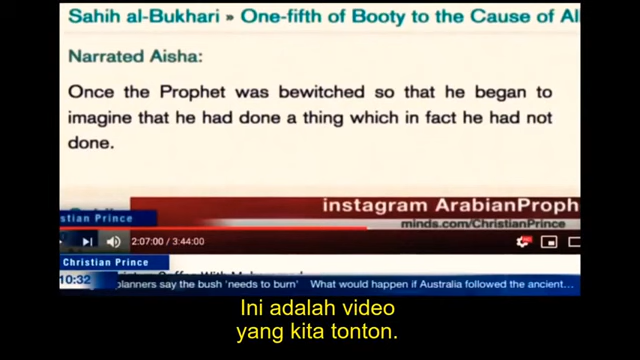 Sahih al-Bukhari » One-fifth of Booty to the Cause of Al
Narrated Aisha:
Once the Prophet was bewitched so that he began to
imagine that he had done a thing which in fact he had not
done.
instagram ArabianProph
stian Prince
minds.com/ChristianPrince
2:07:00 / 3:44:00
Christian Prince
10:32 planners say the bush 'needs to burn' What would happen if Australia followed the ancient...
Ini adalah video
yang kita tonton.